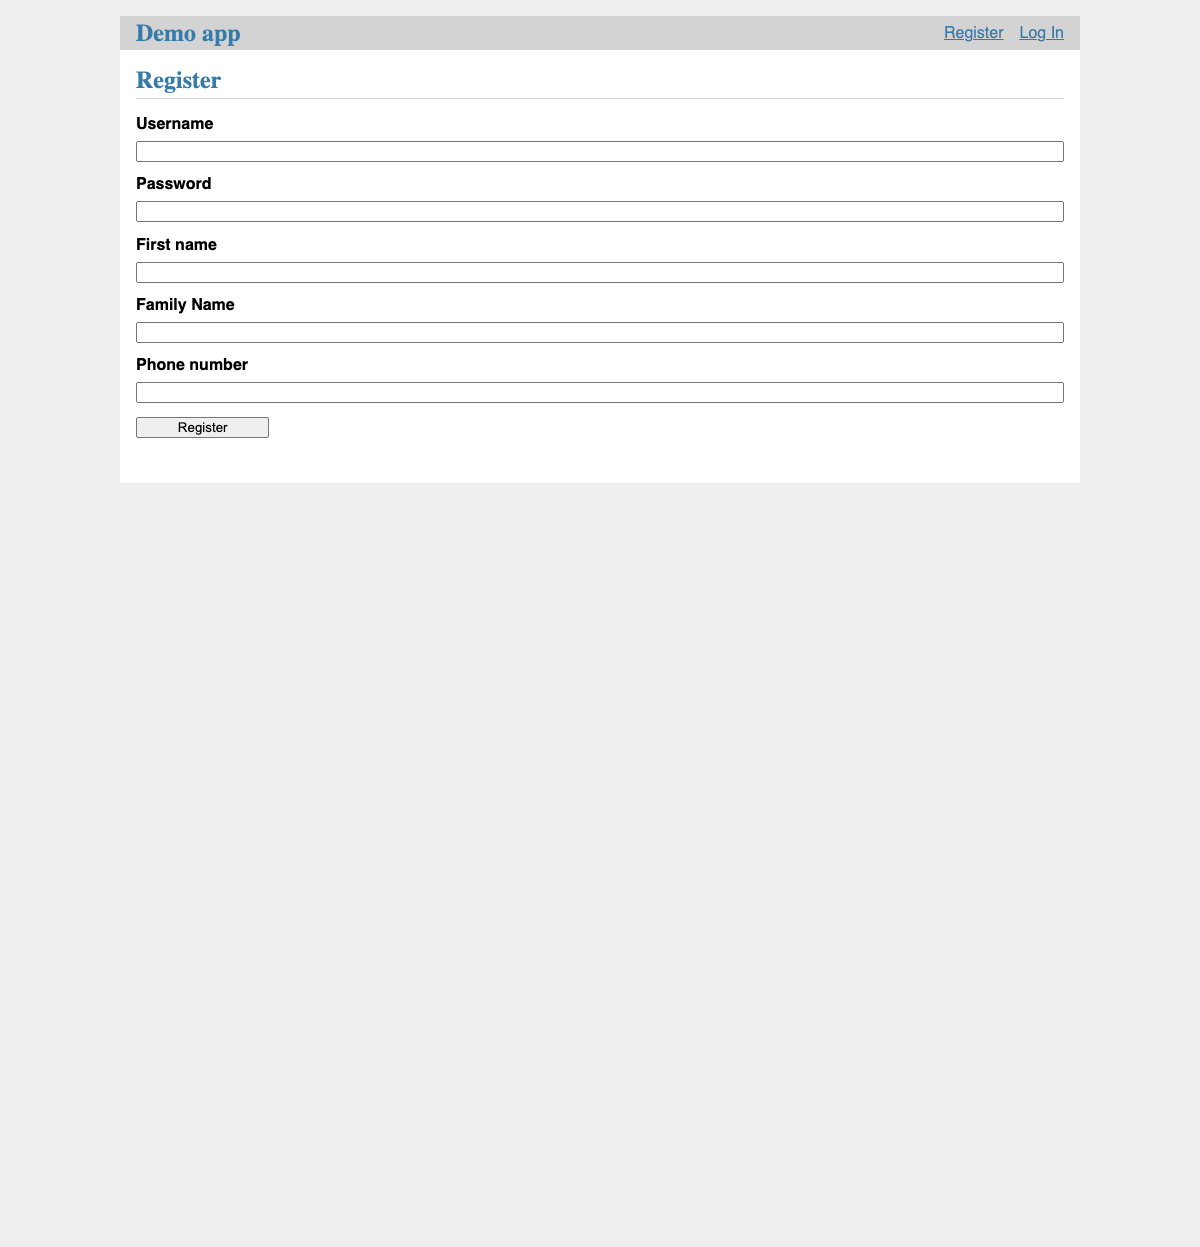 Demo app
Register Log In
Register
Username
Password
First name
Family Name
Phone number
Register